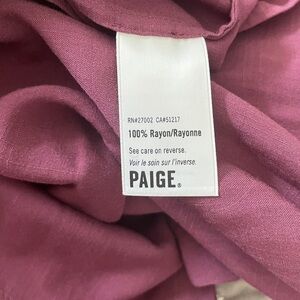 RN#27002 CA#51217
100% Rayon/Rayonne
See care on reverse.
Voir le soin sur l'inverse.
PAIGE®